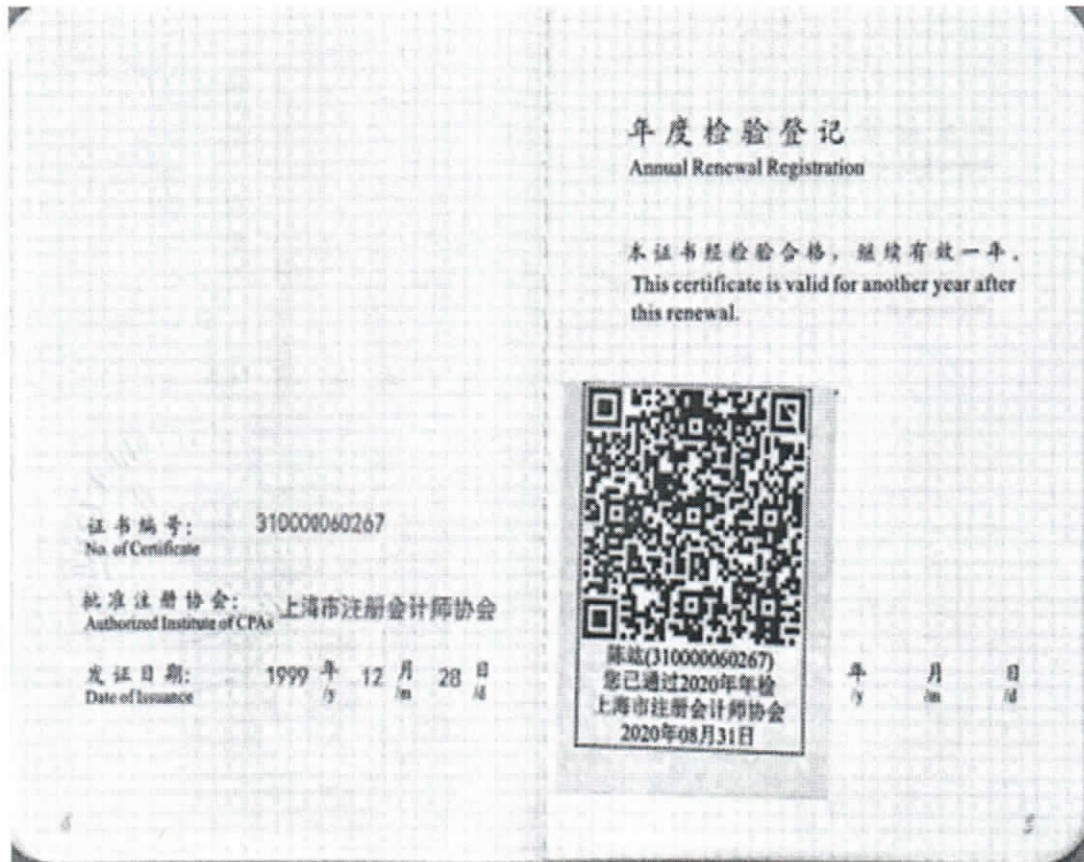 证书编号: 310000060267
No. of Certificate
批准注册协会: 上海市注册会计师协会
Authorized Institute of CPAs
发证日期: 1999 年 12 月 28 日
Date of Issuance /y /m /d
年度检验登记
Annual Renewal Registration
本证书经检验合格，继续有效一年。
This certificate is valid for another year after
this renewal.
陈竑(310000060267)
您已通过2020年年检
上海市注册会计师协会
2020年08月31日
年 月 日
/y /m /d
5